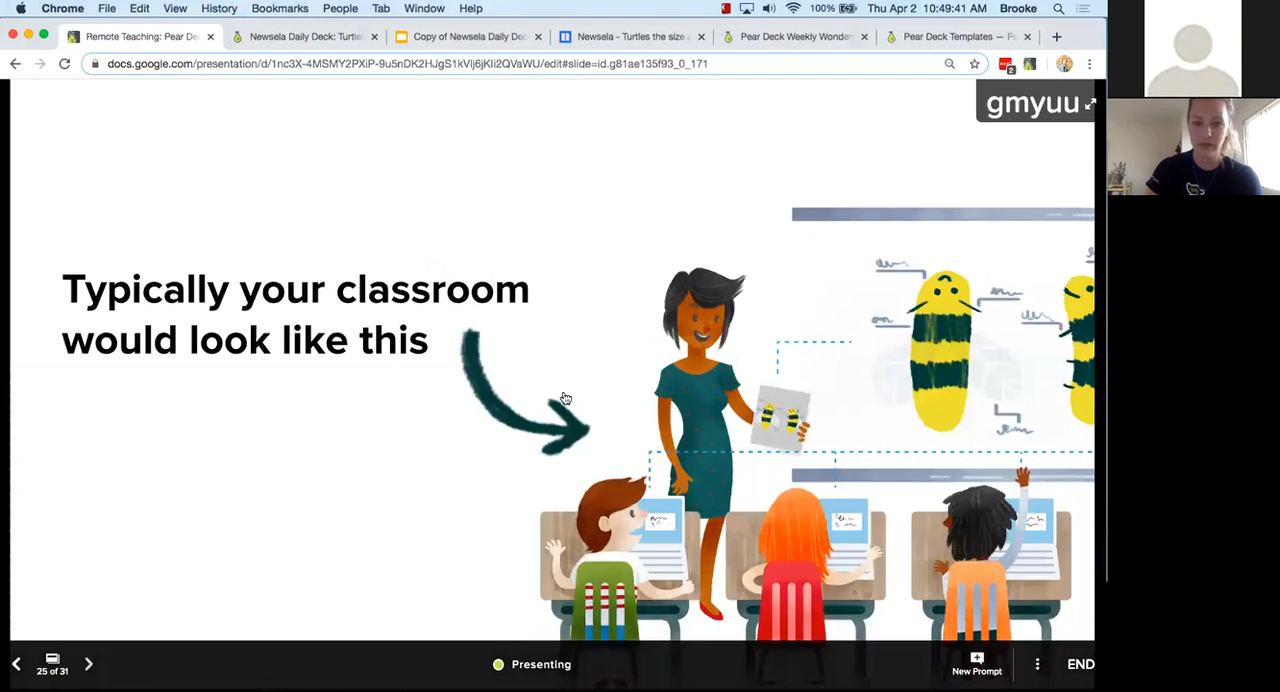 Chrome File Edit View History Bookmarks People Tab Window Help 100% Thu Apr 2 10:49:41 AM Brooke
Remote Teaching: Pear De Newsela Daily Deck: Turtle Copy of Newsela Daily De Newsela - Turtles the size Pear Deck Weekly Wonder Pear Deck Templates — P
docs.google.com/presentation/d/1nc3X-4MSMY2PXiP-9u5nDK2HJgS1kVlj6jKIi2QVaWU/edit#slide=id.g81ae135f93_0_171
2
gmyuu
Typically your classroom
would look like this
25 of 31
Presenting
New Prompt
END